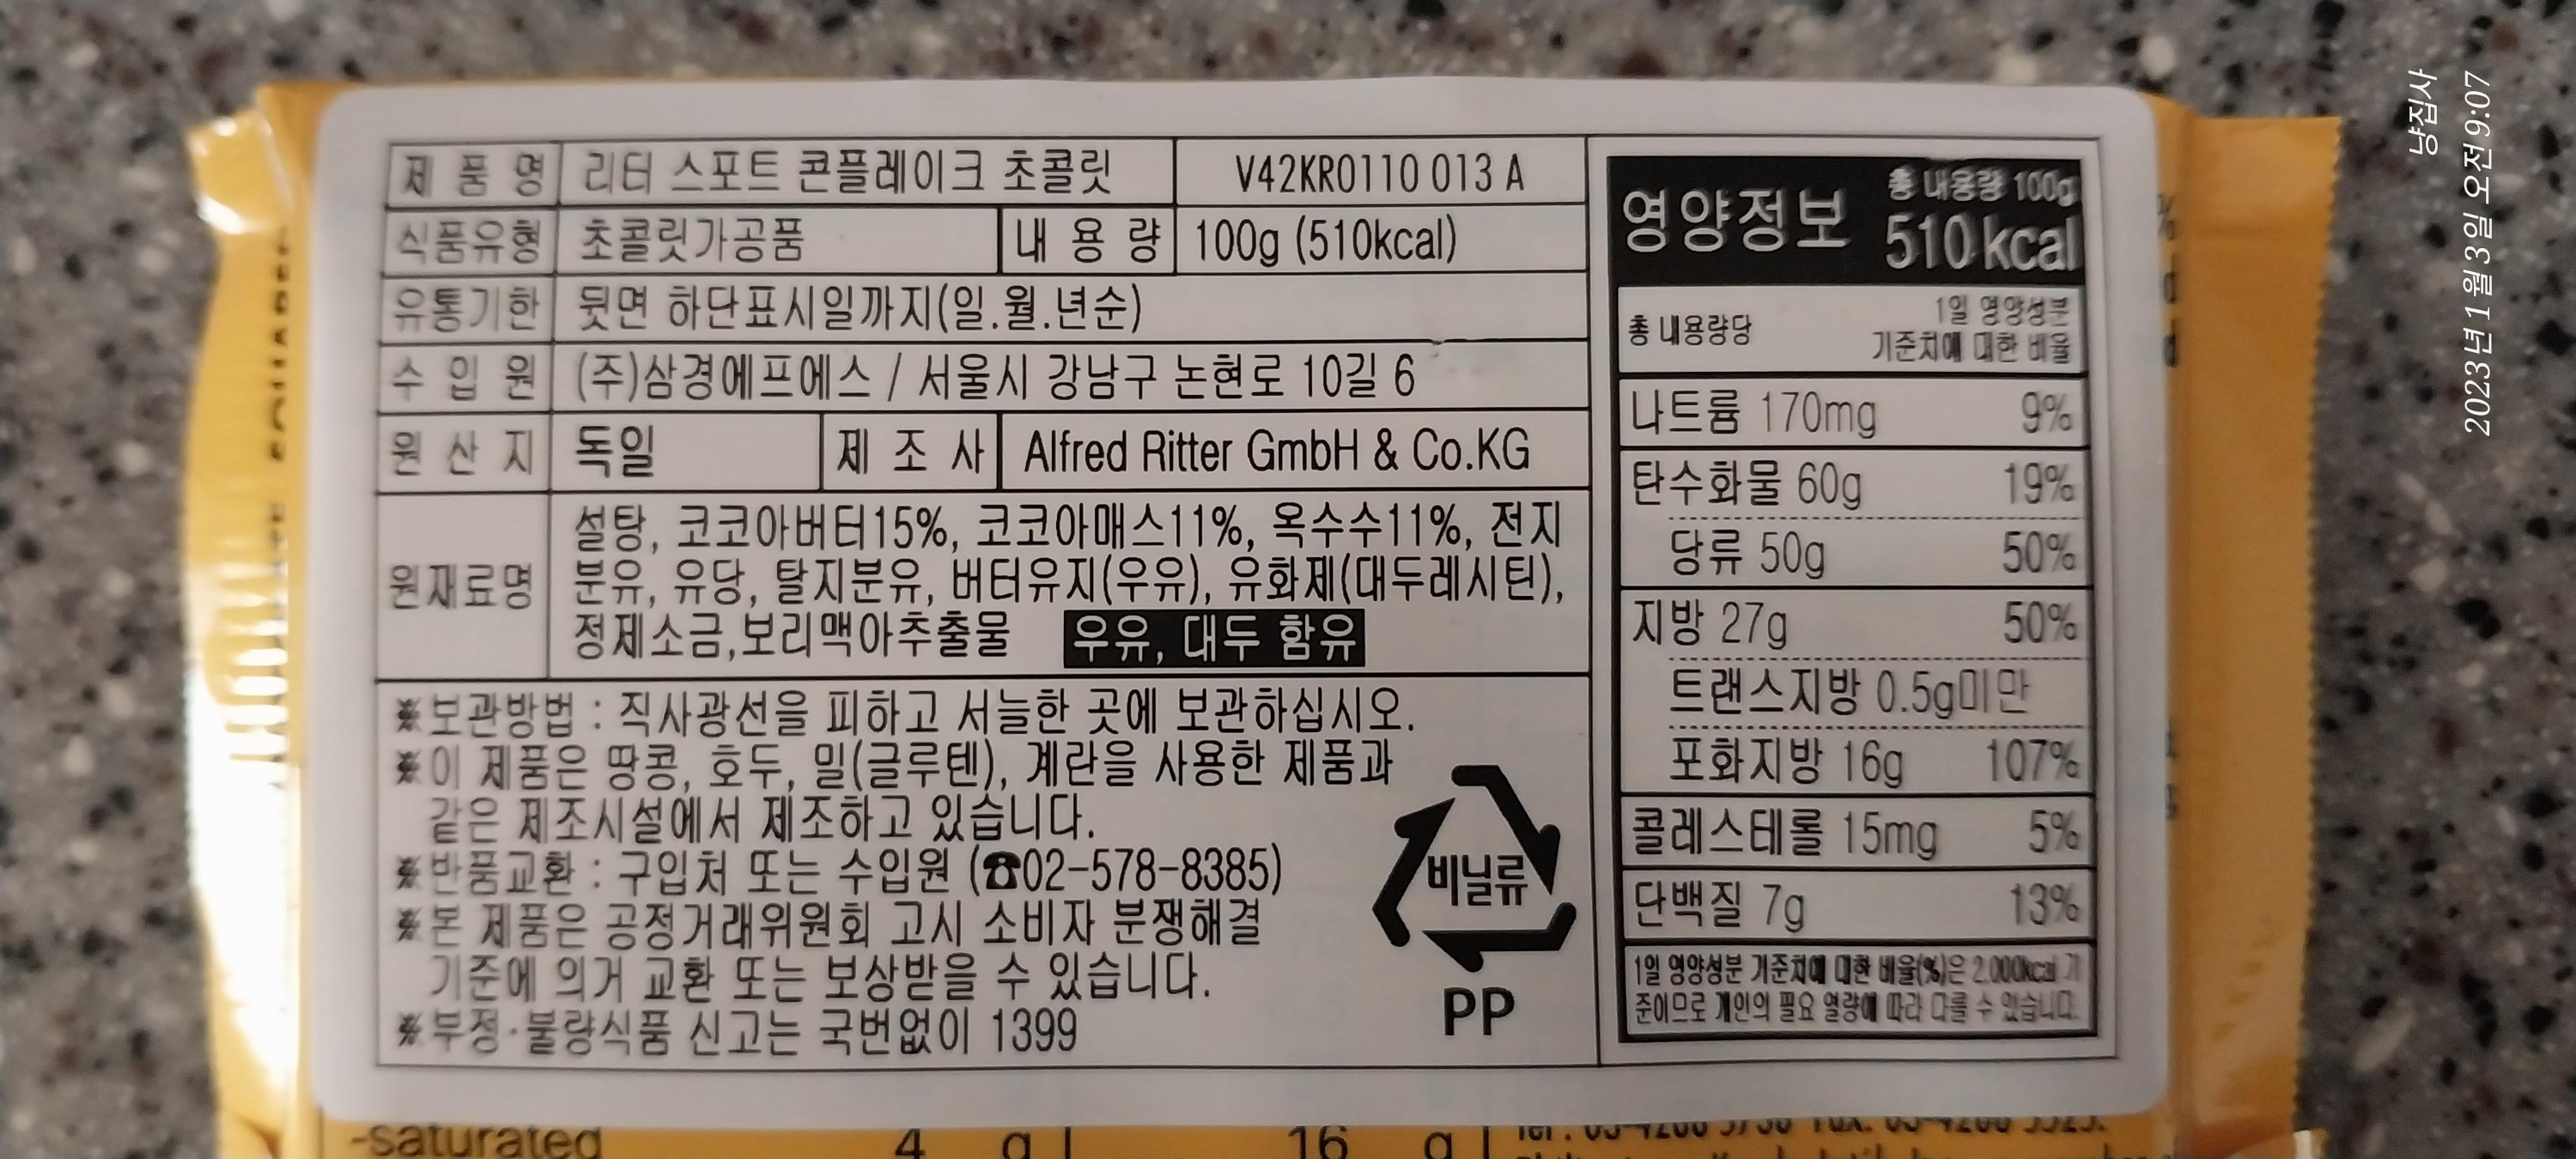 제 품 명 리터 스포트 콘플레이크 초콜릿 V42KR0110 013 A
식품유형 초콜릿가공품 내 용 량 100g (510kcal)
유통기한 뒷면 하단표시일까지(일.월.년순)
수 입 원 (주)삼경에프에스 / 서울시 강남구 논현로 10길 6
원 산 지 독일 제 조 사 Alfred Ritter GmbH & Co.KG
원재료명 설탕, 코코아버터15%, 코코아매스11%, 옥수수11%, 전지
분유, 유당, 탈지분유, 버터유지(우유), 유화제(대두레시틴),
정제소금,보리맥아추출물 우유, 대두 함유
※보관방법 : 직사광선을 피하고 서늘한 곳에 보관하십시오.
※이 제품은 땅콩, 호두, 밀(글루텐), 계란을 사용한 제품과
같은 제조시설에서 제조하고 있습니다.
※반품교환 : 구입처 또는 수입원 (☎02-578-8385)
※본 제품은 공정거래위원회 고시 소비자 분쟁해결
기준에 의거 교환 또는 보상받을 수 있습니다.
※부정·불량식품 신고는 국번없이 1399
비닐류
PP
영양정보 총 내용량 100g
510 kcal
총 내용량당 1일 영양성분
기준치에 대한 비율
나트륨 170mg 9%
탄수화물 60g 19%
당류 50g 50%
지방 27g 50%
트랜스지방 0.5g미만
포화지방 16g 107%
콜레스테롤 15mg 5%
단백질 7g 13%
1일 영양성분 기준치에 대한 비율(%)은 2,000kcal 기
준이므로 개인의 필요 열량에 따라 다를 수 있습니다.
-saturated 4 g 16 g
냥집사
2023년 1월 3일 오전 9:07